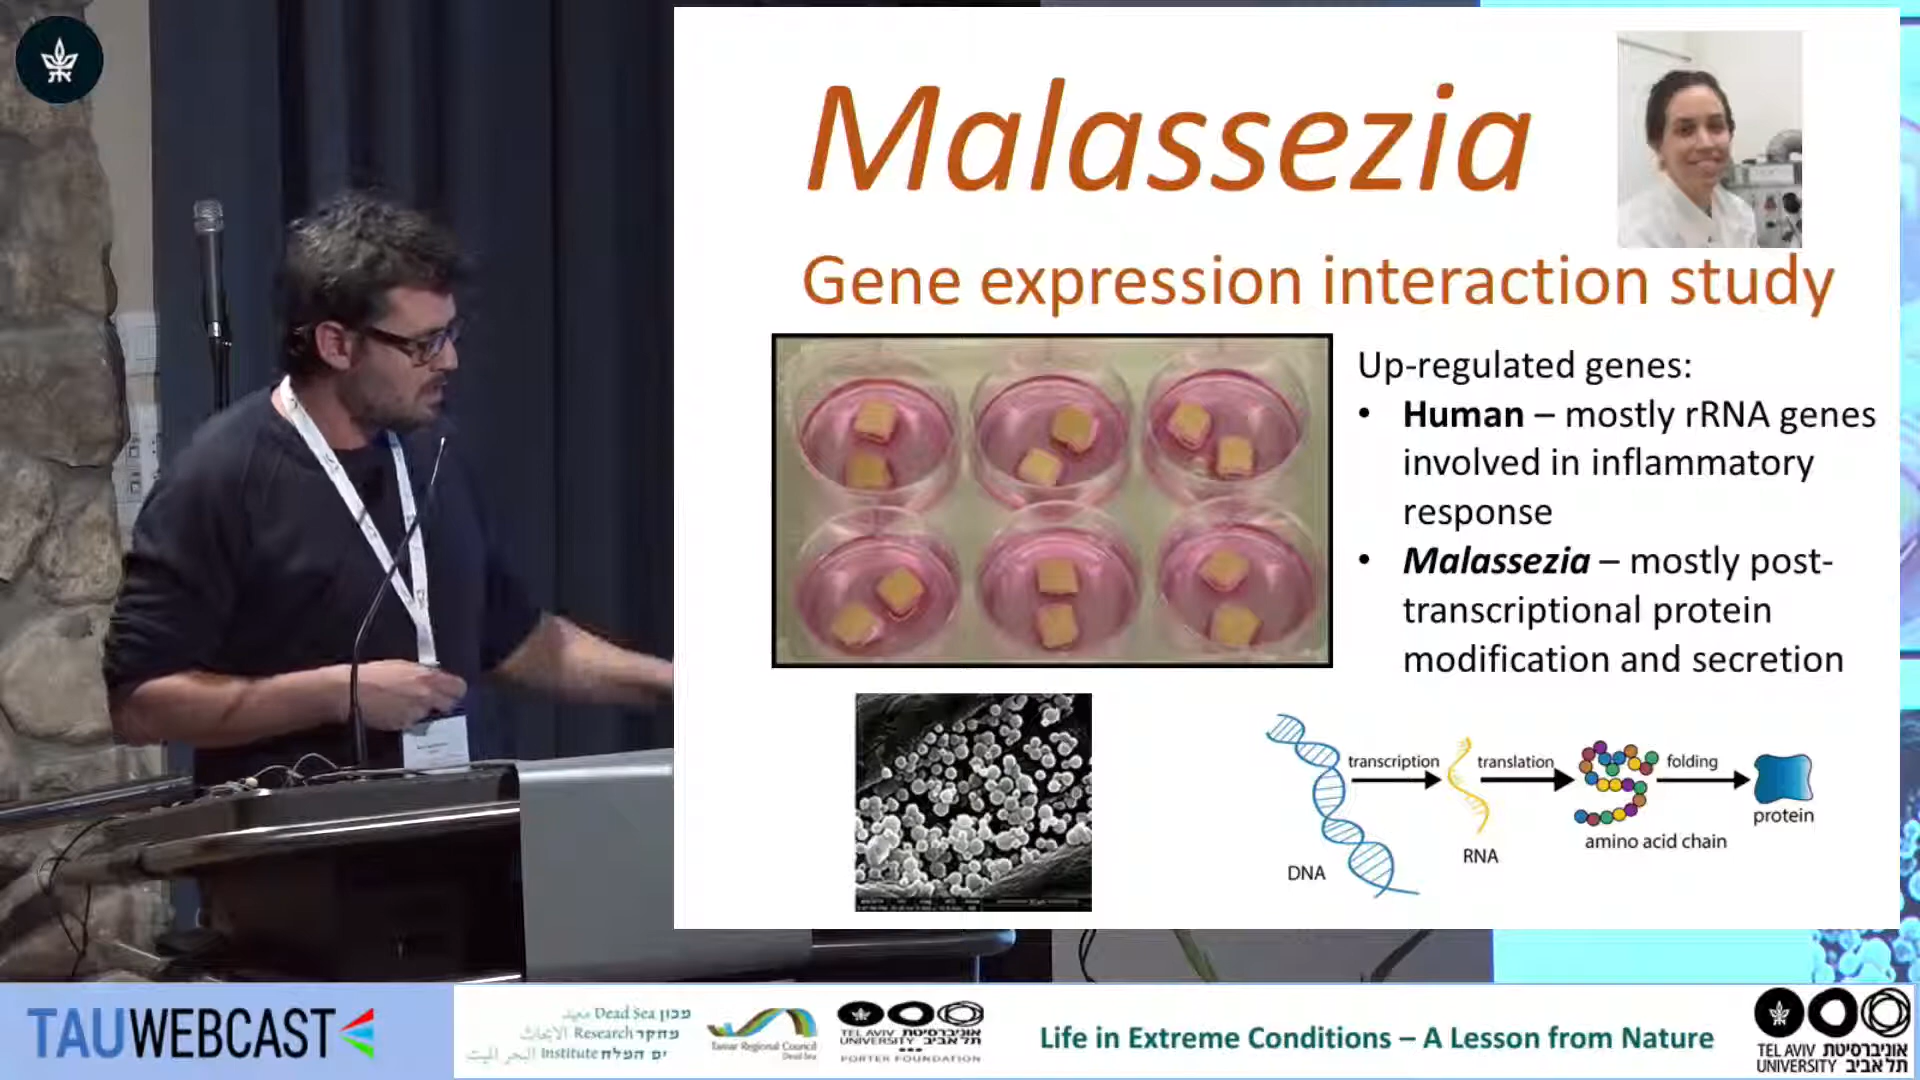 Malassezia
Gene expression interaction study
Up-regulated genes:
• Human – mostly rRNA genes
involved in inflammatory
response
• Malassezia – mostly post-
transcriptional protein
modification and secretion
transcription
translation
folding
DNA
RNA
amino acid chain
protein
TAUWEBCAST
מכון Dead Sea
מחקר Research
ים המלח Institute
Tamar Regional Council
Dead Sea
TEL AVIV אוניברסיטת
UNIVERSITY תל אביב
PORTER FOUNDATION
Life in Extreme Conditions – A Lesson from Nature
TEL AVIV אוניברסיטת
UNIVERSITY תל אביב